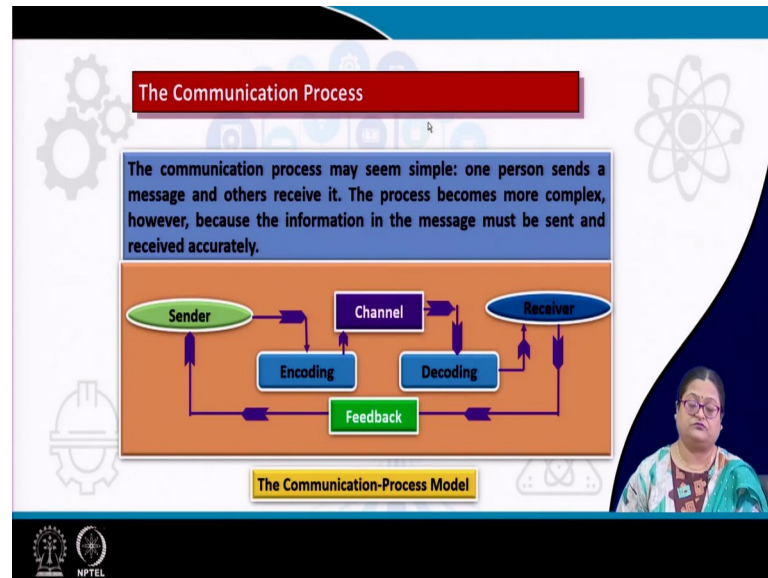 The Communication Process
The communication process may seem simple: one person sends a
message and others receive it. The process becomes more complex,
however, because the information in the message must be sent and
received accurately.
Sender
Channel
Receiver
Encoding
Decoding
Feedback
The Communication-Process Model
NPTEL